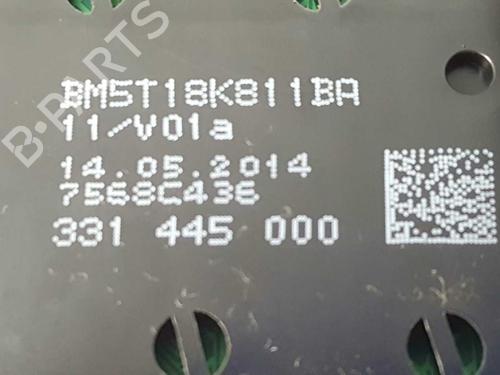 B-PARTS
BM5T18K811BA
11/V01a
14.05.2014
7568C436
331 445 000